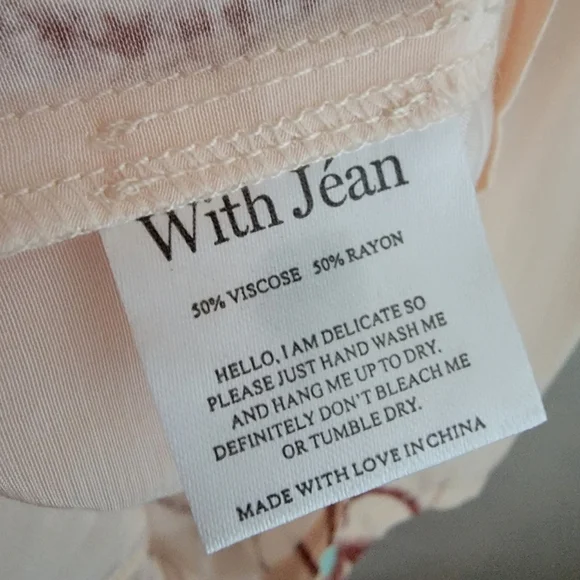 With Jéan
50% VISCOSE 50% RAYON
HELLO, I AM DELICATE SO
PLEASE JUST HAND WASH ME
AND HANG ME UP TO DRY.
DEFINITELY DON'T BLEACH ME
OR TUMBLE DRY.
MADE WITH LOVE IN CHINA